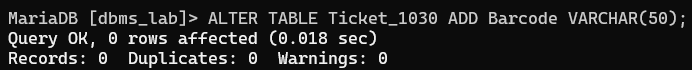 MariaDB [dbms_lab]> ALTER TABLE Ticket_1030 ADD Barcode VARCHAR(50);
Query OK, 0 rows affected (0.018 sec)
Records: 0  Duplicates: 0  Warnings: 0